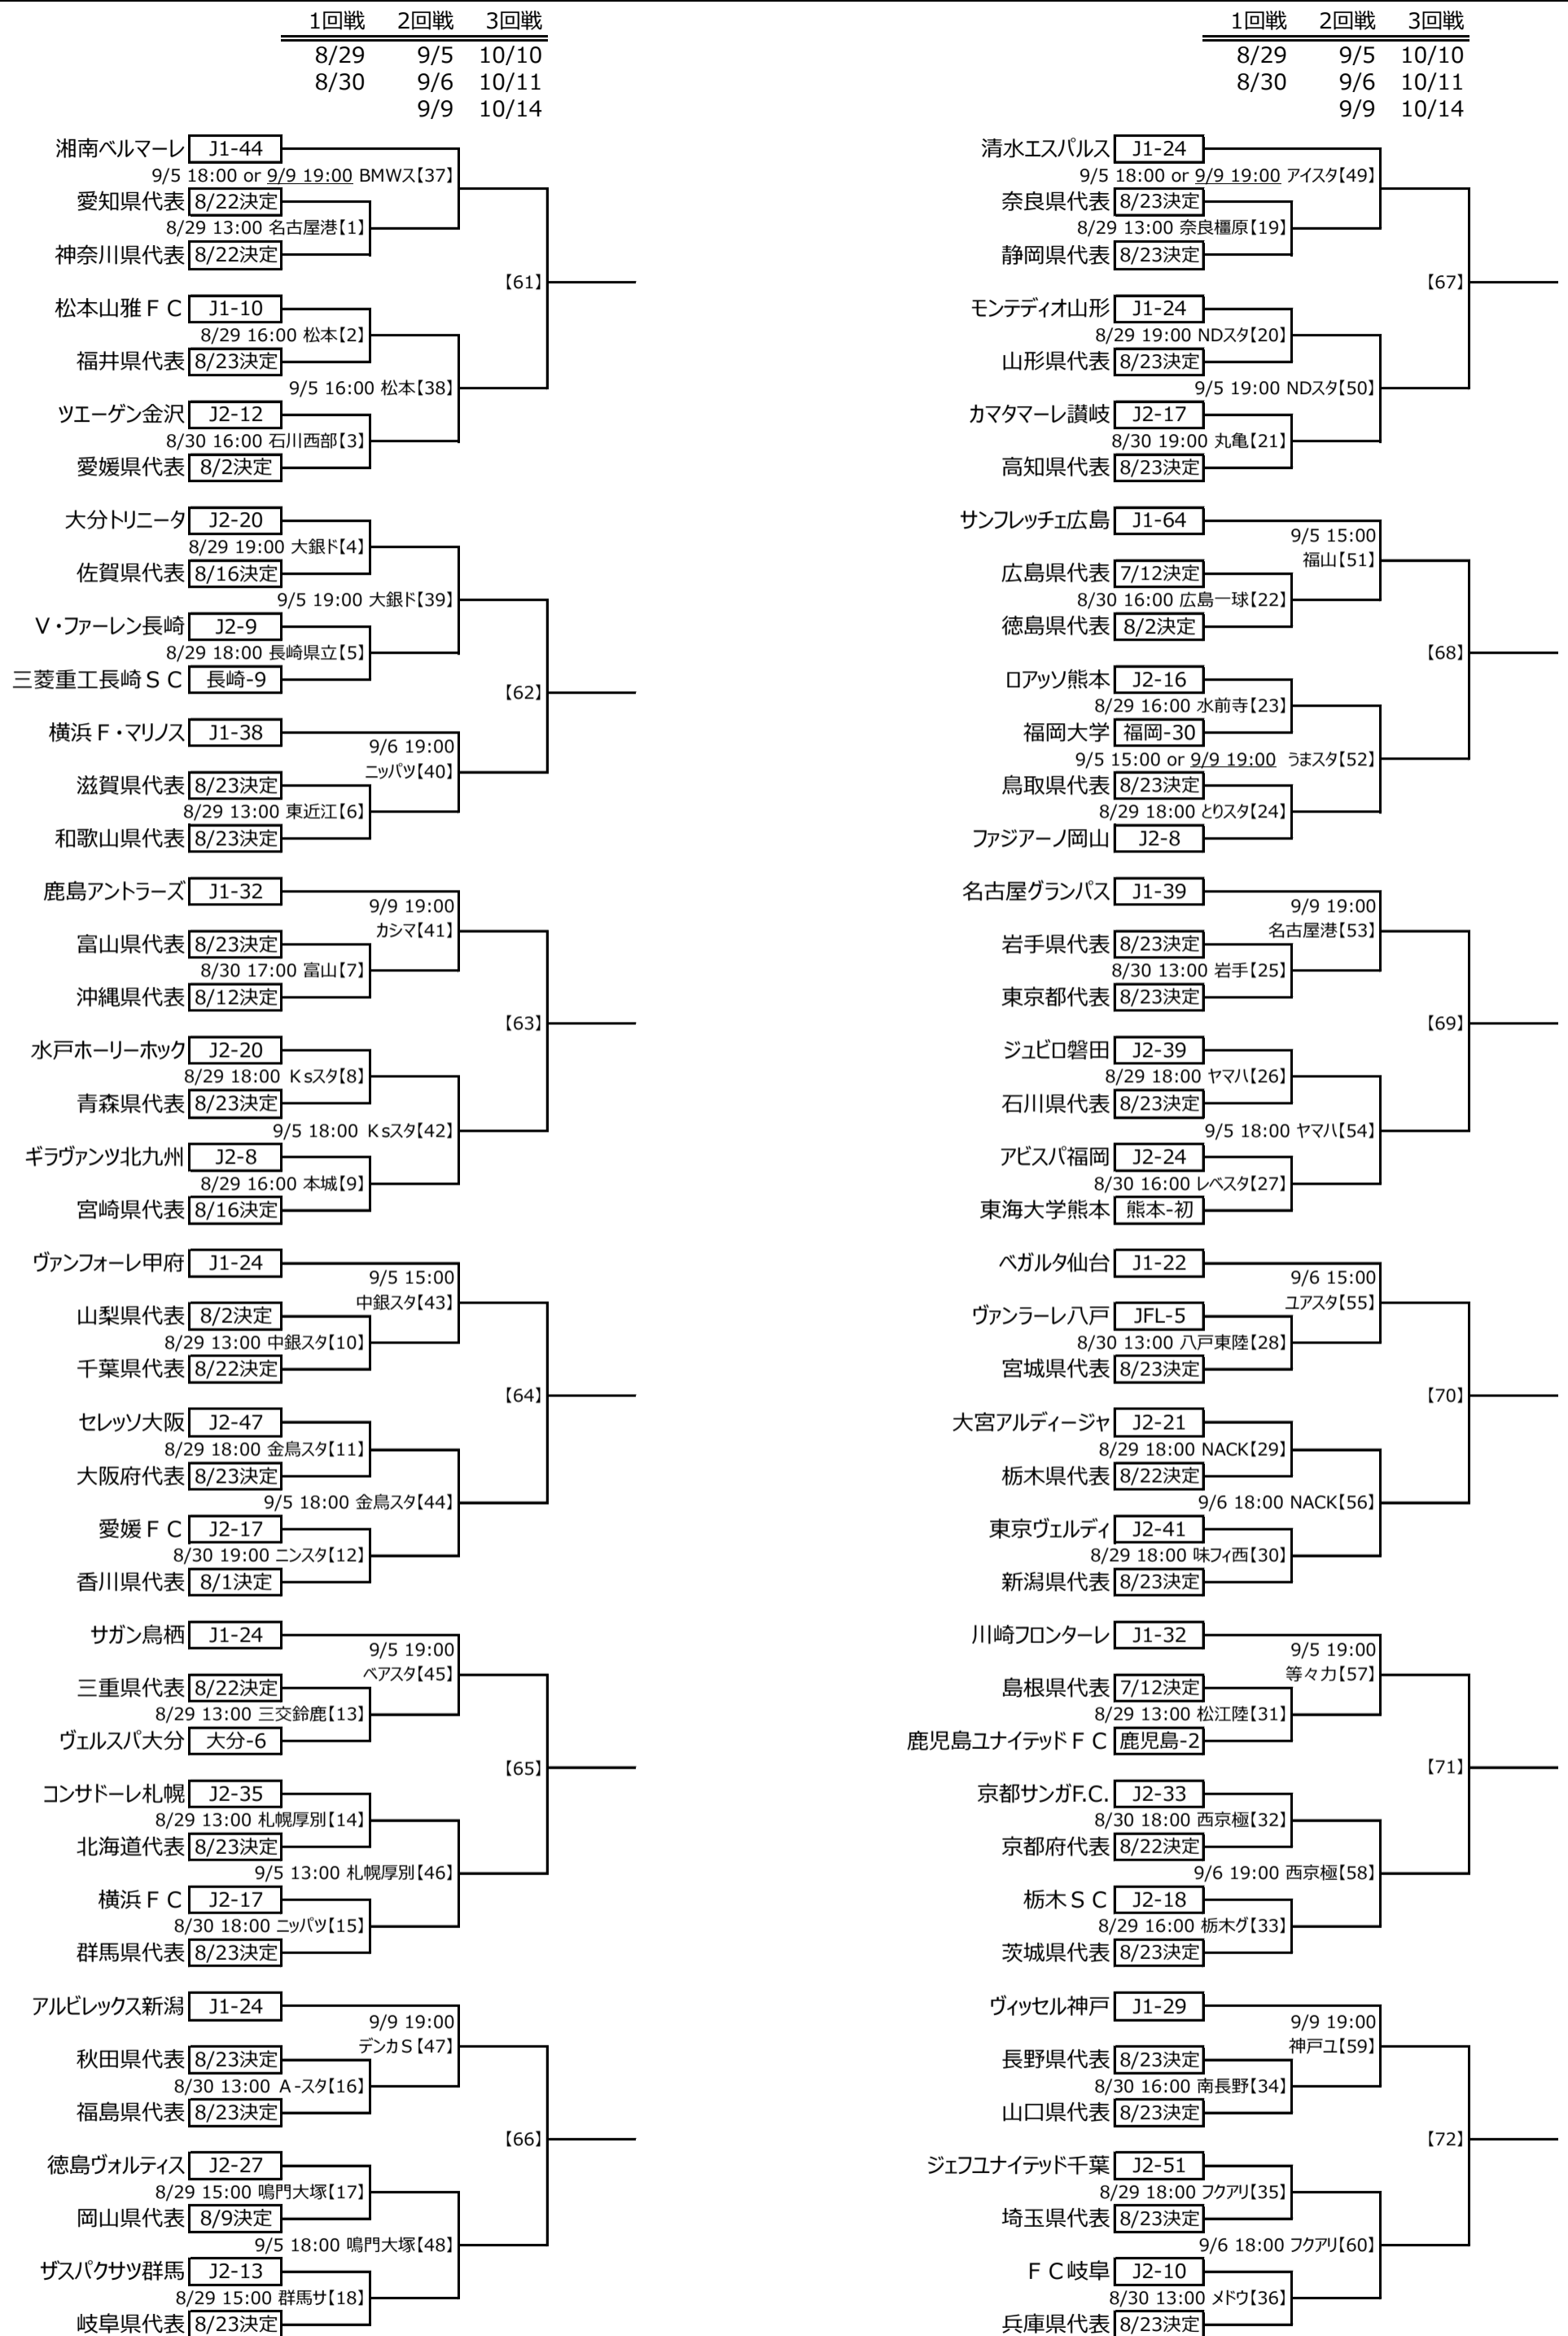 1回戦 2回戦 3回戦
8/29 9/5 10/10
8/30 9/6 10/11
9/9 10/14
湘南ベルマーレ J1-44
9/5 18:00 or 9/9 19:00 BMWス【37】
愛知県代表 8/22決定
8/29 13:00 名古屋港【1】
神奈川県代表 8/22決定
【61】
松本山雅ＦＣ J1-10
8/29 16:00 松本【2】
福井県代表 8/23決定
9/5 16:00 松本【38】
ツエーゲン金沢 J2-12
8/30 16:00 石川西部【3】
愛媛県代表 8/2決定
大分トリニータ J2-20
8/29 19:00 大銀ド【4】
佐賀県代表 8/16決定
9/5 19:00 大銀ド【39】
Ｖ・ファーレン長崎 J2-9
8/29 18:00 長崎県立【5】
三菱重工長崎ＳＣ 長崎-9
【62】
横浜Ｆ・マリノス J1-38
9/6 19:00
ニッパツ【40】
滋賀県代表 8/23決定
8/29 13:00 東近江【6】
和歌山県代表 8/23決定
鹿島アントラーズ J1-32
9/9 19:00
カシマ【41】
富山県代表 8/23決定
8/30 17:00 富山【7】
沖縄県代表 8/12決定
【63】
水戸ホーリーホック J2-20
8/29 18:00 Ｋsスタ【8】
青森県代表 8/23決定
9/5 18:00 Ｋsスタ【42】
ギラヴァンツ北九州 J2-8
8/29 16:00 本城【9】
宮崎県代表 8/16決定
ヴァンフォーレ甲府 J1-24
9/5 15:00
中銀スタ【43】
山梨県代表 8/2決定
8/29 13:00 中銀スタ【10】
千葉県代表 8/22決定
【64】
セレッソ大阪 J2-47
8/29 18:00 金鳥スタ【11】
大阪府代表 8/23決定
9/5 18:00 金鳥スタ【44】
愛媛ＦＣ J2-17
8/30 19:00 ニンスタ【12】
香川県代表 8/1決定
サガン鳥栖 J1-24
9/5 19:00
ベアスタ【45】
三重県代表 8/22決定
8/29 13:00 三交鈴鹿【13】
ヴェルスパ大分 大分-6
【65】
コンサドーレ札幌 J2-35
8/29 13:00 札幌厚別【14】
北海道代表 8/23決定
9/5 13:00 札幌厚別【46】
横浜ＦＣ J2-17
8/30 18:00 ニッパツ【15】
群馬県代表 8/23決定
アルビレックス新潟 J1-24
9/9 19:00
デンカＳ【47】
秋田県代表 8/23決定
8/30 13:00 Ａ-スタ【16】
福島県代表 8/23決定
【66】
徳島ヴォルティス J2-27
8/29 15:00 鳴門大塚【17】
岡山県代表 8/9決定
9/5 18:00 鳴門大塚【48】
ザスパクサツ群馬 J2-13
8/29 15:00 群馬サ【18】
岐阜県代表 8/23決定
1回戦 2回戦 3回戦
8/29 9/5 10/10
8/30 9/6 10/11
9/9 10/14
清水エスパルス J1-24
9/5 18:00 or 9/9 19:00 アイスタ【49】
奈良県代表 8/23決定
8/29 13:00 奈良橿原【19】
静岡県代表 8/23決定
【67】
モンテディオ山形 J1-24
8/29 19:00 NDスタ【20】
山形県代表 8/23決定
9/5 19:00 NDスタ【50】
カマタマーレ讃岐 J2-17
8/30 19:00 丸亀【21】
高知県代表 8/23決定
サンフレッチェ広島 J1-64
9/5 15:00
福山【51】
広島県代表 7/12決定
8/30 16:00 広島一球【22】
徳島県代表 8/2決定
【68】
ロアッソ熊本 J2-16
8/29 16:00 水前寺【23】
福岡大学 福岡-30
9/5 15:00 or 9/9 19:00 うまスタ【52】
鳥取県代表 8/23決定
8/29 18:00 とりスタ【24】
ファジアーノ岡山 J2-8
名古屋グランパス J1-39
9/9 19:00
名古屋港【53】
岩手県代表 8/23決定
8/30 13:00 岩手【25】
東京都代表 8/23決定
【69】
ジュビロ磐田 J2-39
8/29 18:00 ヤマハ【26】
石川県代表 8/23決定
9/5 18:00 ヤマハ【54】
アビスパ福岡 J2-24
8/30 16:00 レベスタ【27】
東海大学熊本 熊本-初
ベガルタ仙台 J1-22
9/6 15:00
ユアスタ【55】
ヴァンラーレ八戸 JFL-5
8/30 13:00 八戸東陸【28】
宮城県代表 8/23決定
【70】
大宮アルディージャ J2-21
8/29 18:00 NACK【29】
栃木県代表 8/22決定
9/6 18:00 NACK【56】
東京ヴェルディ J2-41
8/29 18:00 味フィ西【30】
新潟県代表 8/23決定
川崎フロンターレ J1-32
9/5 19:00
等々力【57】
島根県代表 7/12決定
8/29 13:00 松江陸【31】
鹿児島ユナイテッドＦＣ 鹿児島-2
【71】
京都サンガF.C. J2-33
8/30 18:00 西京極【32】
京都府代表 8/22決定
9/6 19:00 西京極【58】
栃木ＳＣ J2-18
8/29 16:00 栃木グ【33】
茨城県代表 8/23決定
ヴィッセル神戸 J1-29
9/9 19:00
神戸ユ【59】
長野県代表 8/23決定
8/30 16:00 南長野【34】
山口県代表 8/23決定
【72】
ジェフユナイテッド千葉 J2-51
8/29 18:00 フクアリ【35】
埼玉県代表 8/23決定
9/6 18:00 フクアリ【60】
ＦＣ岐阜 J2-10
8/30 13:00 メドウ【36】
兵庫県代表 8/23決定